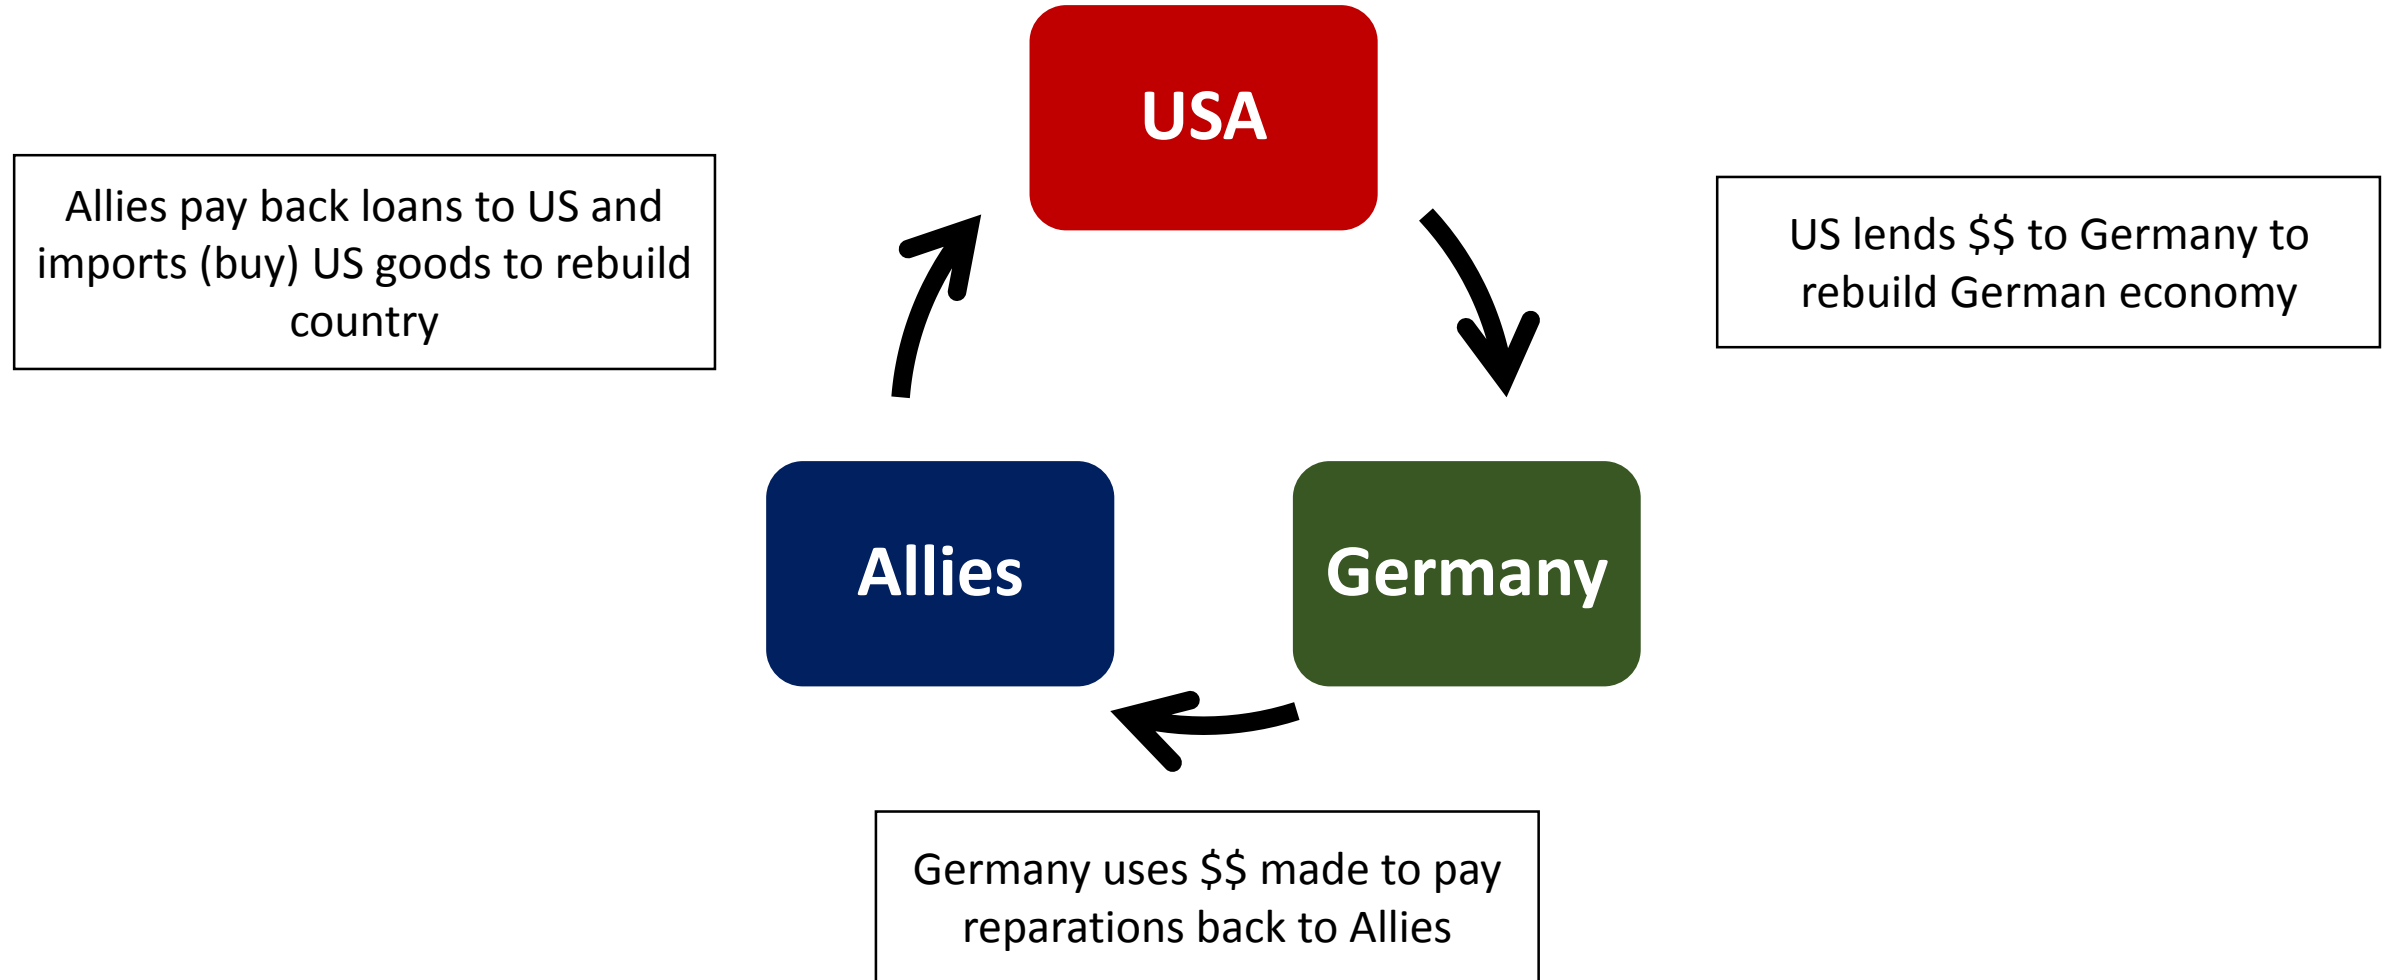 USA
Allies pay back loans to US and
imports (buy) US goods to rebuild
country
US lends $$ to Germany to
rebuild German economy
Allies
Germany
Germany uses $$ made to pay
reparations back to Allies